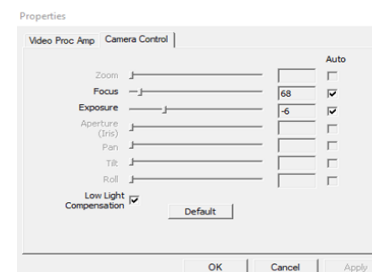 Properties
Video Proc Amp Camera Control
Auto
Zoom
Focus 68
Exposure -6
Aperture
(Iris)
Pan
Tilt
Roll
Low Light
Compensation
Default
OK Cancel Apply